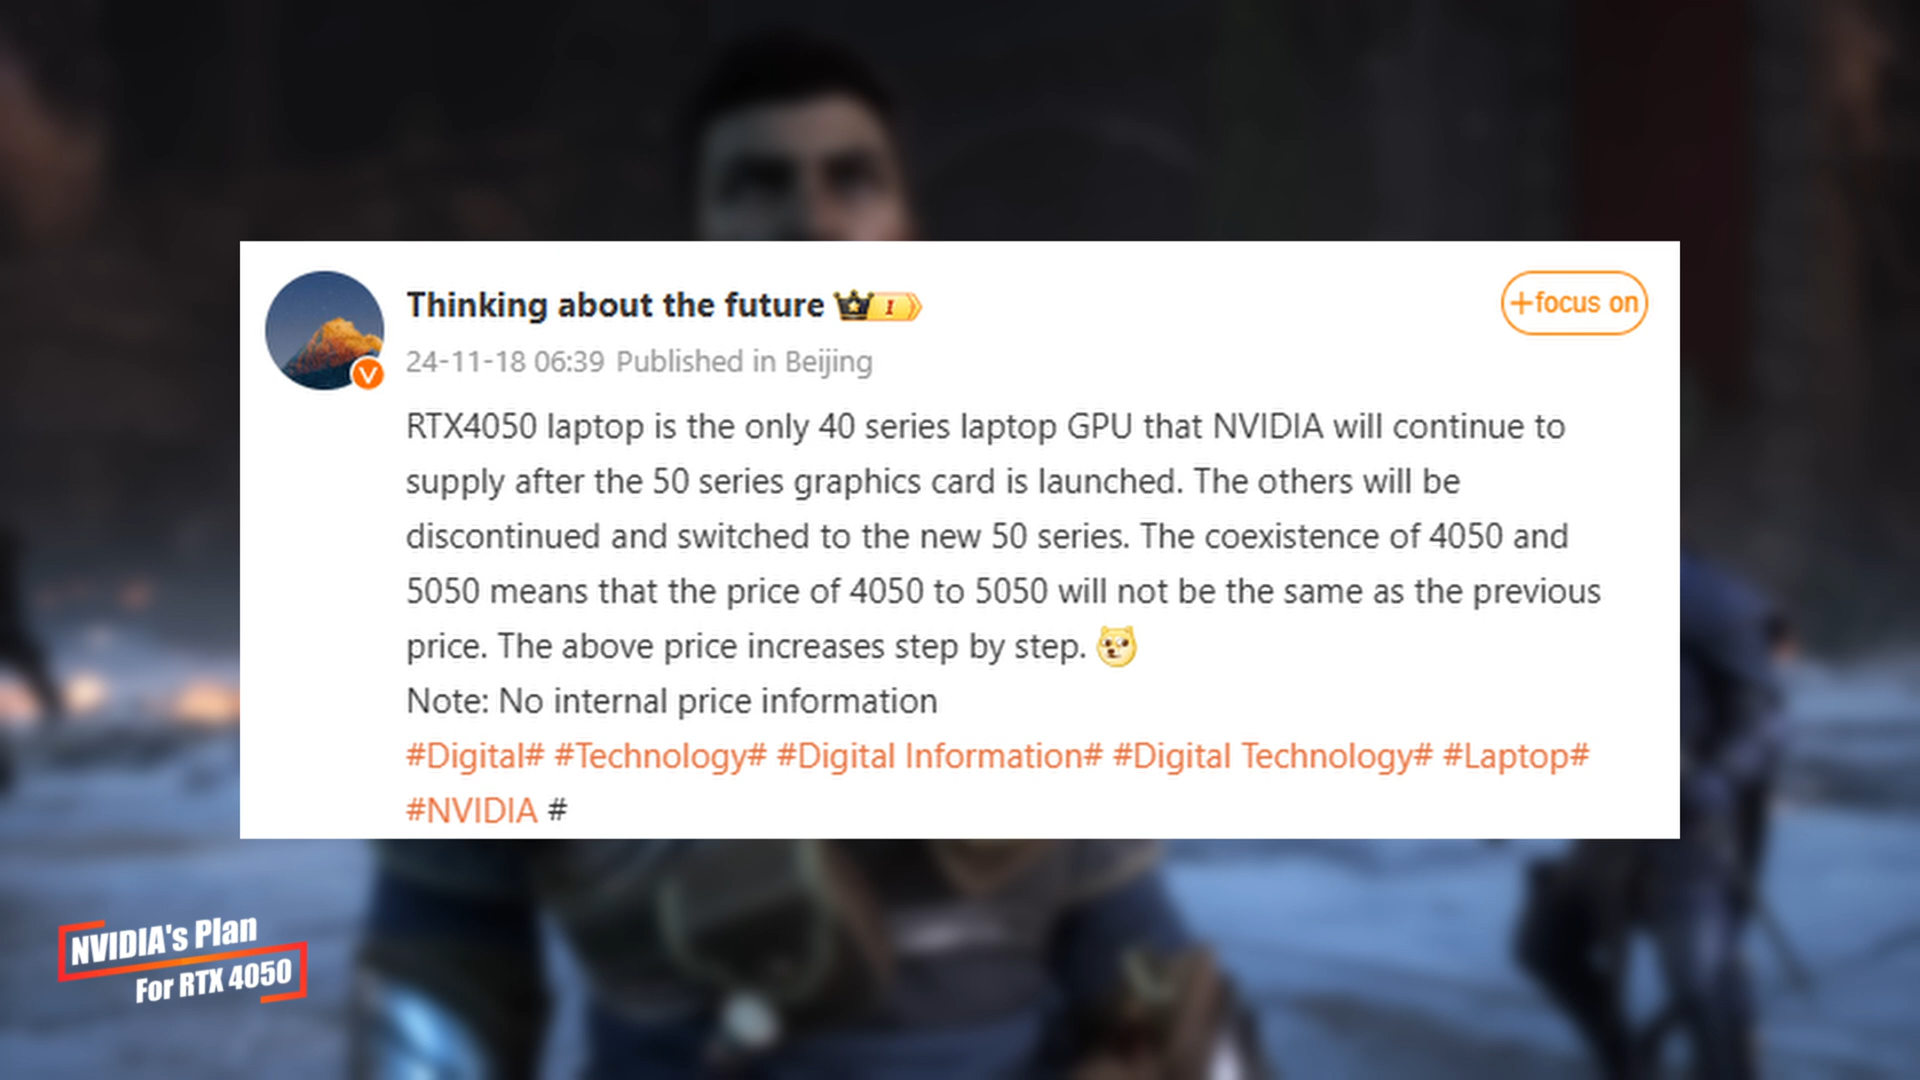 Thinking about the future I
+focus on
24-11-18 06:39 Published in Beijing
RTX4050 laptop is the only 40 series laptop GPU that NVIDIA will continue to
supply after the 50 series graphics card is launched. The others will be
discontinued and switched to the new 50 series. The coexistence of 4050 and
5050 means that the price of 4050 to 5050 will not be the same as the previous
price. The above price increases step by step.
Note: No internal price information
#Digital# #Technology# #Digital Information# #Digital Technology# #Laptop#
#NVIDIA #
NVIDIA's Plan
For RTX 4050